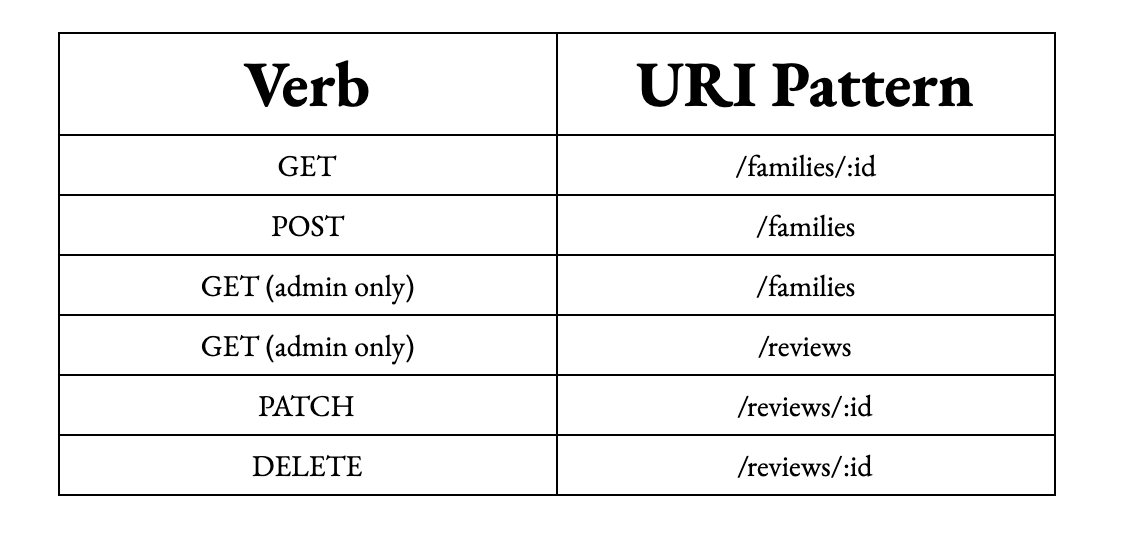 Verb URI Pattern
GET /families/:id
POST /families
GET (admin only) /families
GET (admin only) /reviews
PATCH /reviews/:id
DELETE /reviews/:id